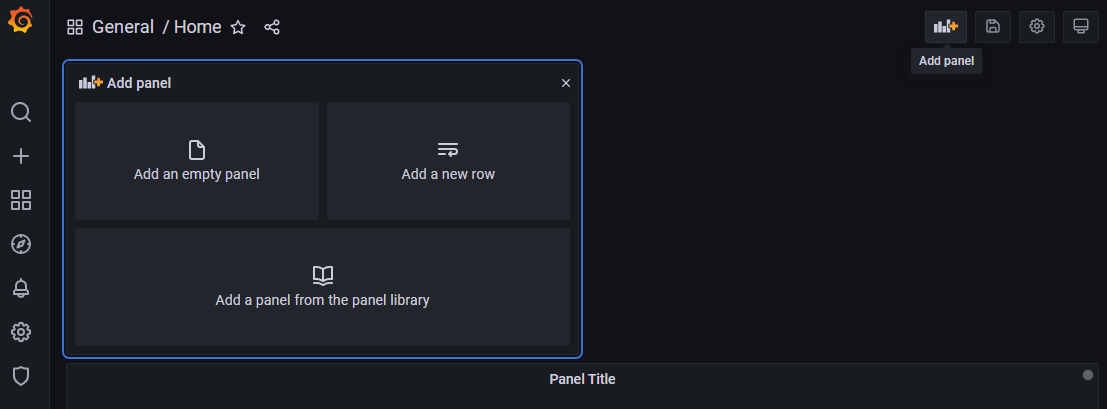 General / Home
Add panel
Add panel
Add an empty panel
Add a new row
Add a panel from the panel library
Panel Title